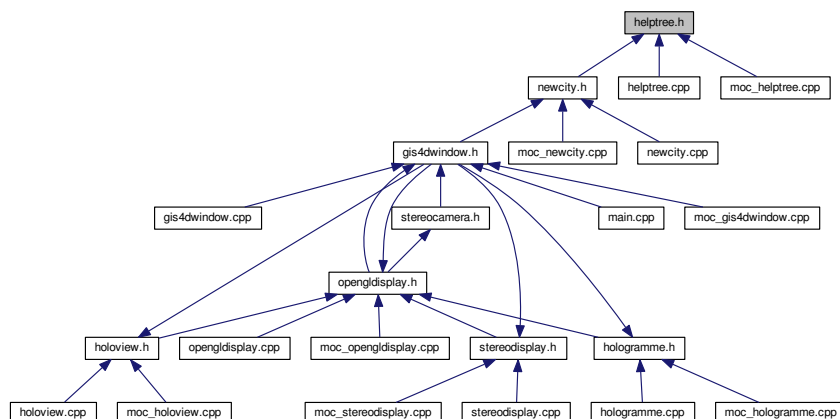 helptree.h
newcity.h
helptree.cpp
moc_helptree.cpp
gis4dwindow.h
moc_newcity.cpp
newcity.cpp
gis4dwindow.cpp
stereocamera.h
main.cpp
moc_gis4dwindow.cpp
opengldisplay.h
holoview.h
opengldisplay.cpp
moc_opengldisplay.cpp
stereodisplay.h
hologramme.h
holoview.cpp
moc_holoview.cpp
moc_stereodisplay.cpp
stereodisplay.cpp
hologramme.cpp
moc_hologramme.cpp